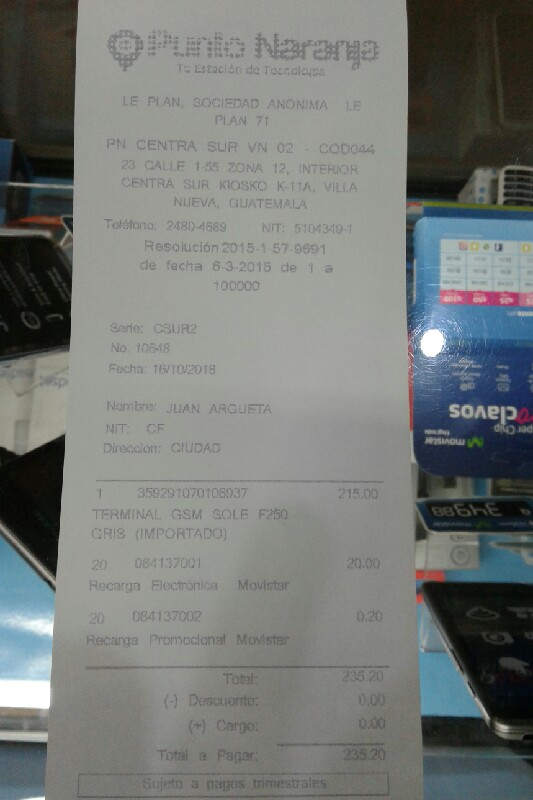 Punto Naranja
Tu Estación de Tecnología
LE PLAN, SOCIEDAD ANONIMA LE
PLAN 71
PN CENTRA SUR VN 02 - COD044
23 CALLE 1-55 ZONA 12, INTERIOR
CENTRA SUR KIOSKO K-11A, VILLA
NUEVA, GUATEMALA
Teléfono: 2480-4689 NIT: 5104349-1
Resolución 2015-1-57-9691
de fecha 6-3-2015 de 1 a
100000
Serie: CSUR2
No. 10648
Fecha: 16/10/2016
Nombre: JUAN ARGUETA
NIT: CF
Direccion: CIUDAD
1 359291070106937 215.00
TERMINAL GSM SOLE F250
GRIS (IMPORTADO)
20 084137001 20.00
Recarga Electrónica Movistar
20 084137002 0.20
Recarga Promocional Movistar
Total: 235.20
(-) Descuento: 0.00
(+) Cargo: 0.00
Total a Pagar: 235.20
Sujeto a pagos trimestrales
movistar
clavos